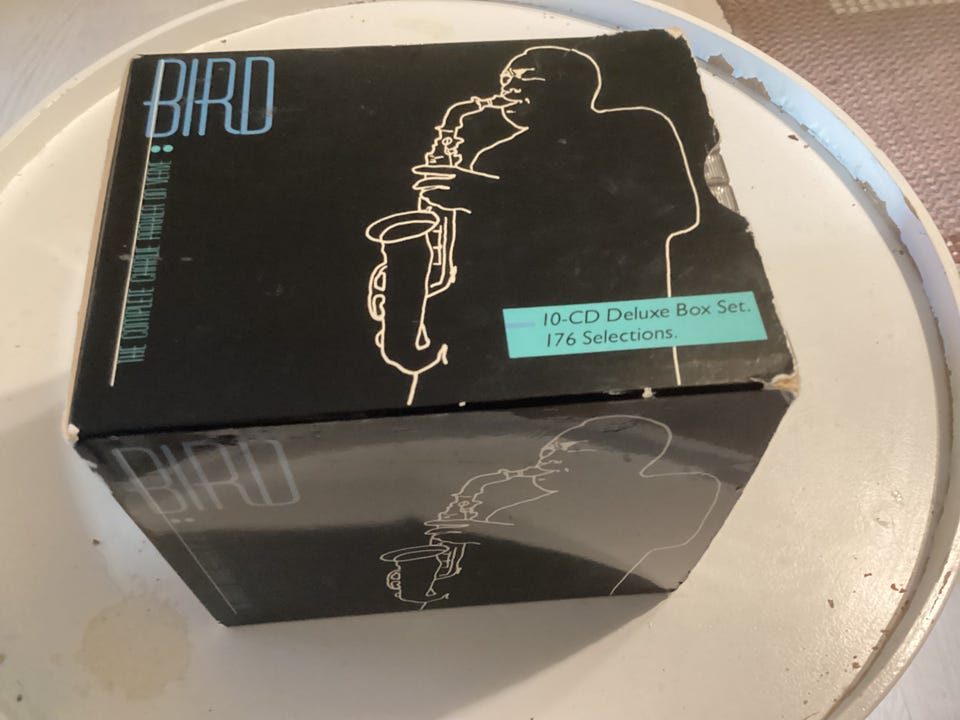 BIRD
THE COMPLETE CHARLIE PARKER ON VERVE
10-CD Deluxe Box Set.
176 Selections.
BIRD